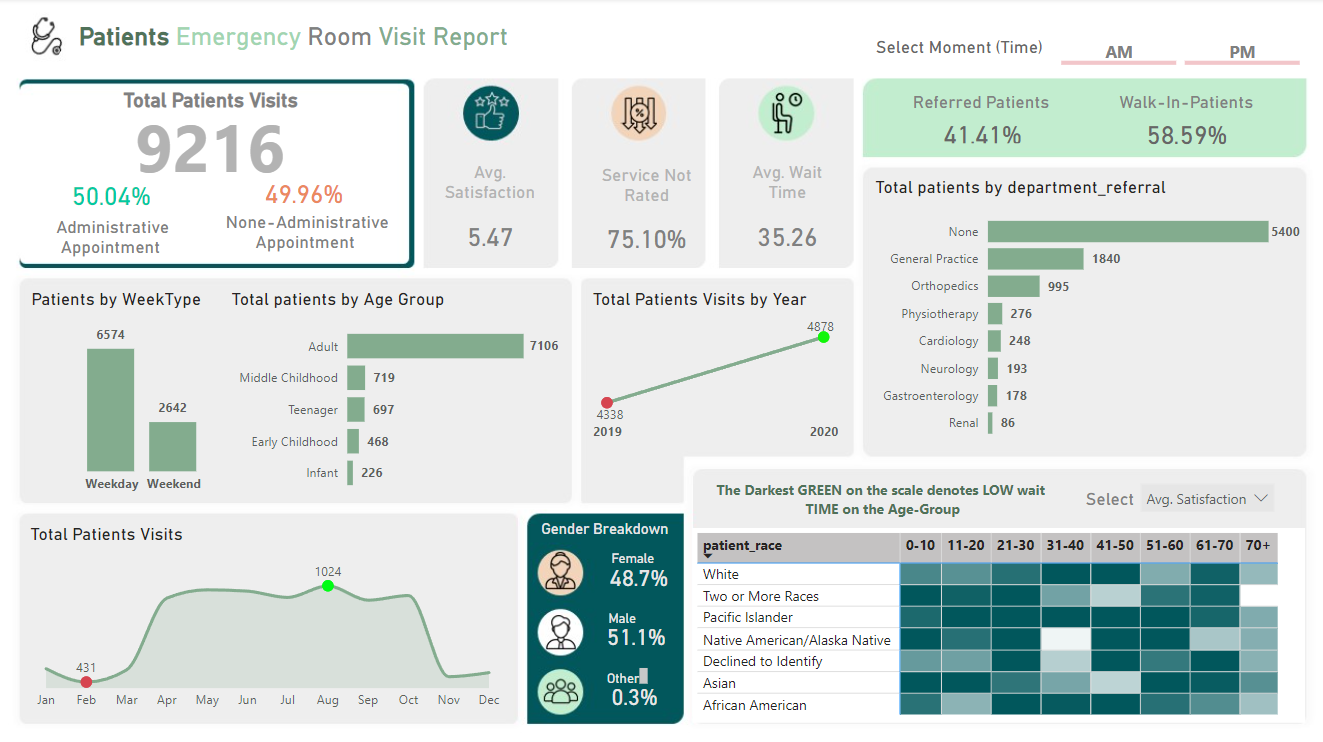 Patients Emergency Room Visit Report
Select Moment (Time)
AM
PM
Total Patients Visits
9216
50.04%
Administrative
Appointment
49.96%
None-Administrative
Appointment
Avg.
Satisfaction
5.47
Service Not
Rated
75.10%
Avg. Wait
Time
35.26
Referred Patients
41.41%
Walk-In-Patients
58.59%
Total patients by department_referral
None 5400
General Practice 1840
Orthopedics 995
Physiotherapy 276
Cardiology 248
Neurology 193
Gastroenterology 178
Renal 86
Patients by WeekType
6574
2642
Weekday Weekend
Total patients by Age Group
Adult 7106
Middle Childhood 719
Teenager 697
Early Childhood 468
Infant 226
Total Patients Visits by Year
4878
4338
2019 2020
Total Patients Visits
1024
431
Jan Feb Mar Apr May Jun Jul Aug Sep Oct Nov Dec
Gender Breakdown
Female
48.7%
Male
51.1%
Other
0.3%
The Darkest GREEN on the scale denotes LOW wait
TIME on the Age-Group
Select Avg. Satisfaction
patient_race 0-10 11-20 21-30 31-40 41-50 51-60 61-70 70+
White
Two or More Races
Pacific Islander
Native American/Alaska Native
Declined to Identify
Asian
African American